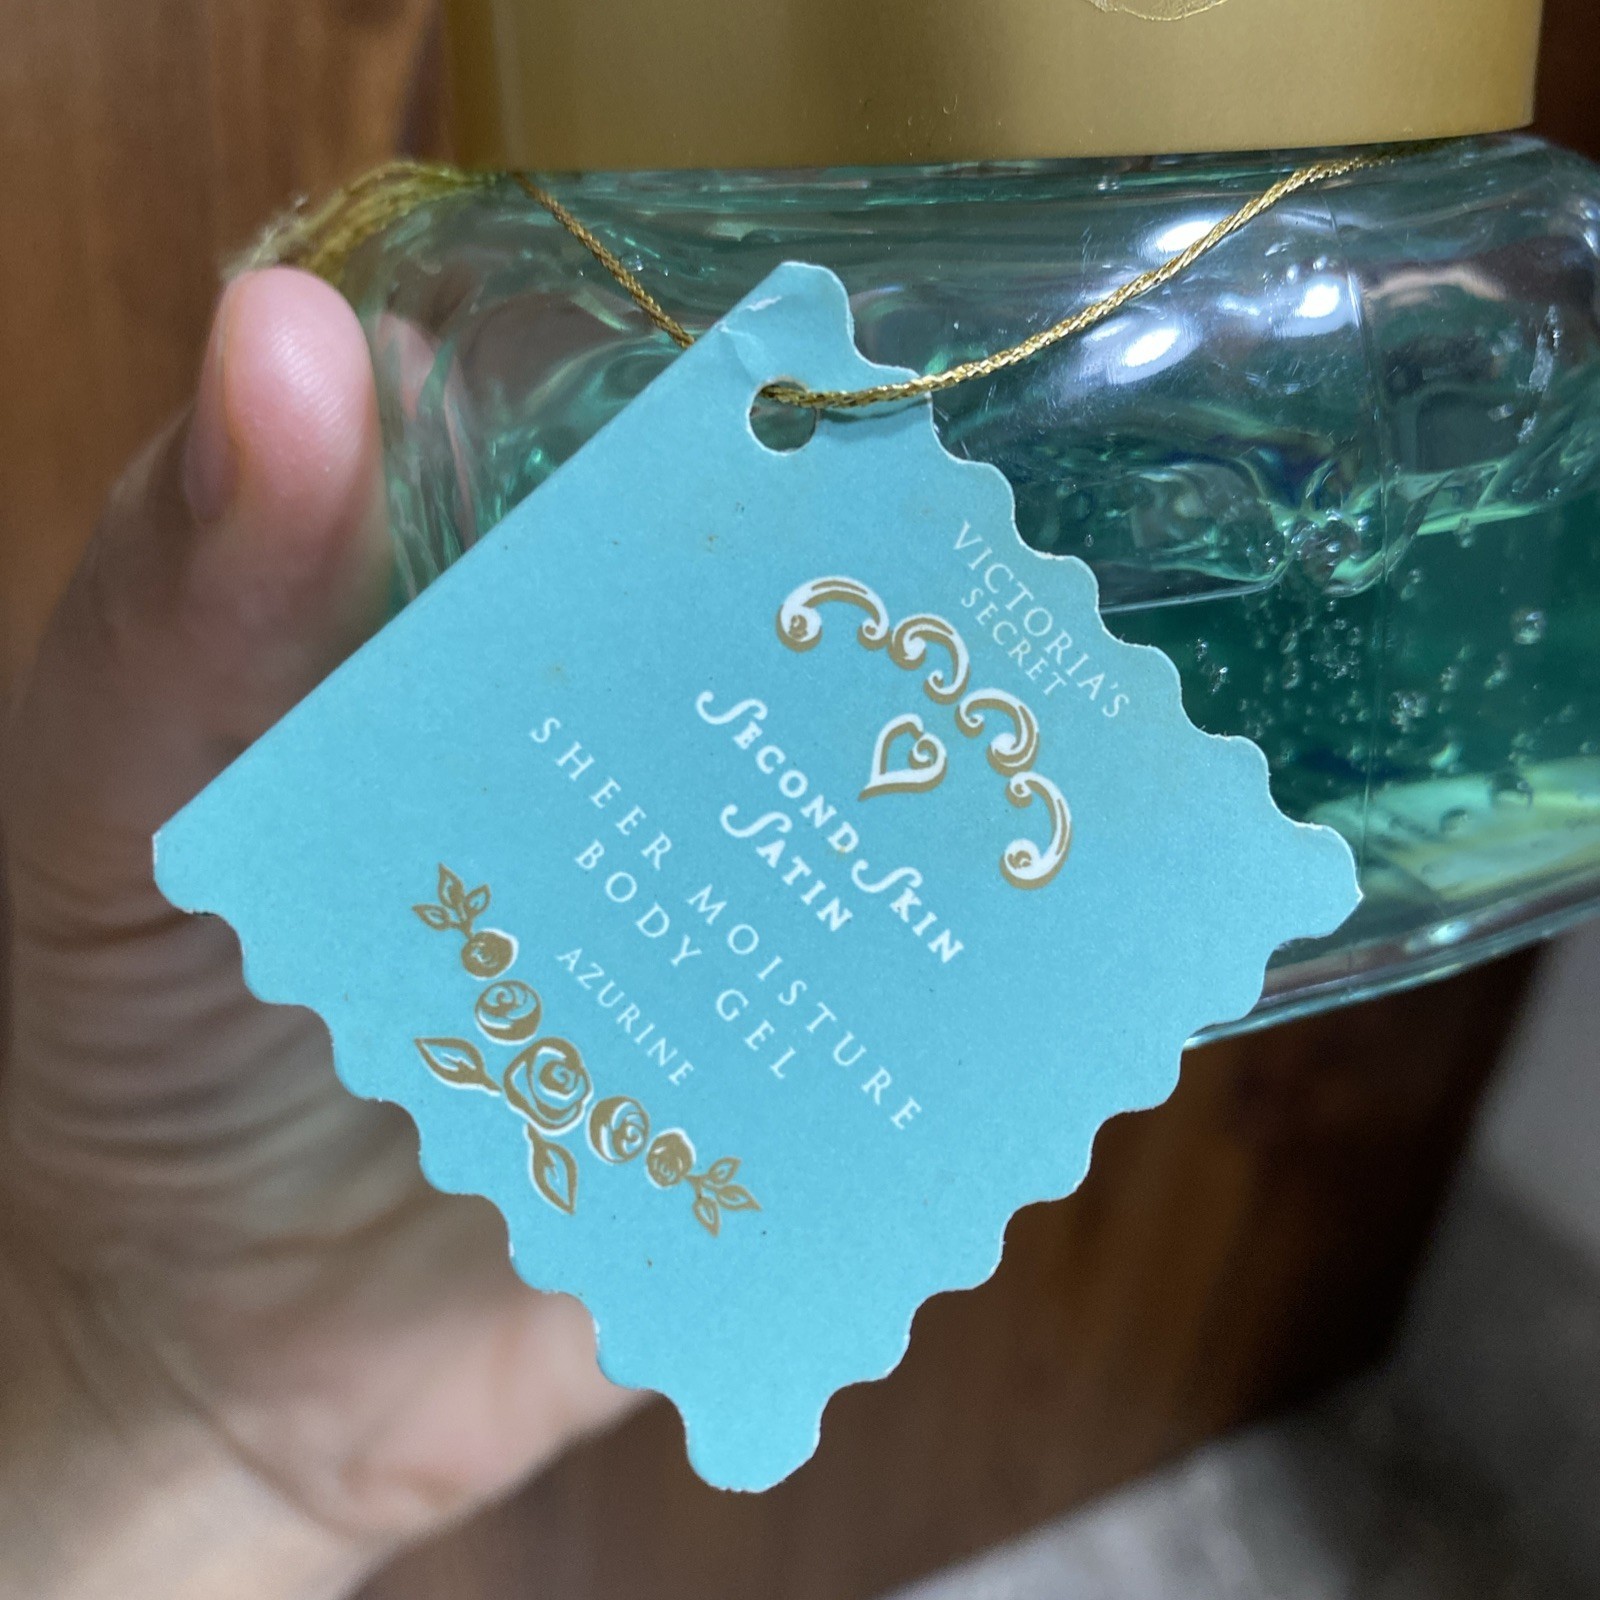 VICTORIA'S
SECRET
SECOND SKIN
SATIN
SHEER MOISTURE
BODY GEL
AZURINE